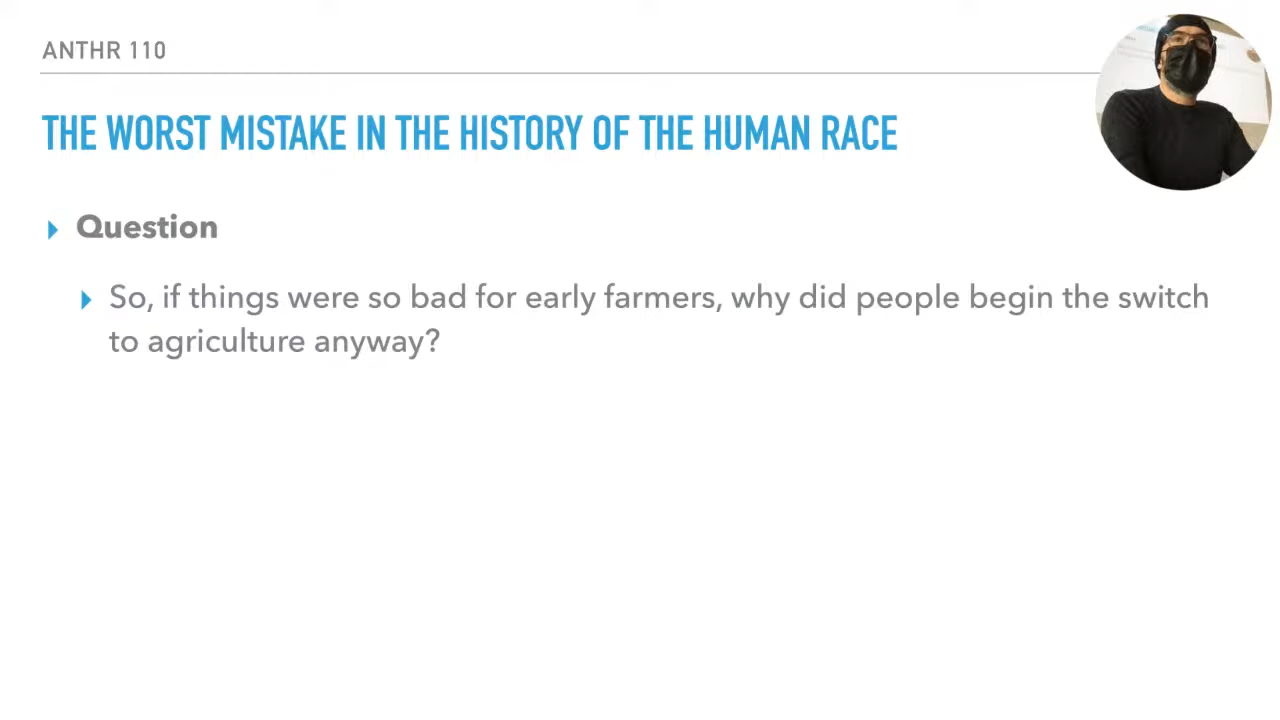 ANTHR 110
THE WORST MISTAKE IN THE HISTORY OF THE HUMAN RACE
Question
So, if things were so bad for early farmers, why did people begin the switch
to agriculture anyway?